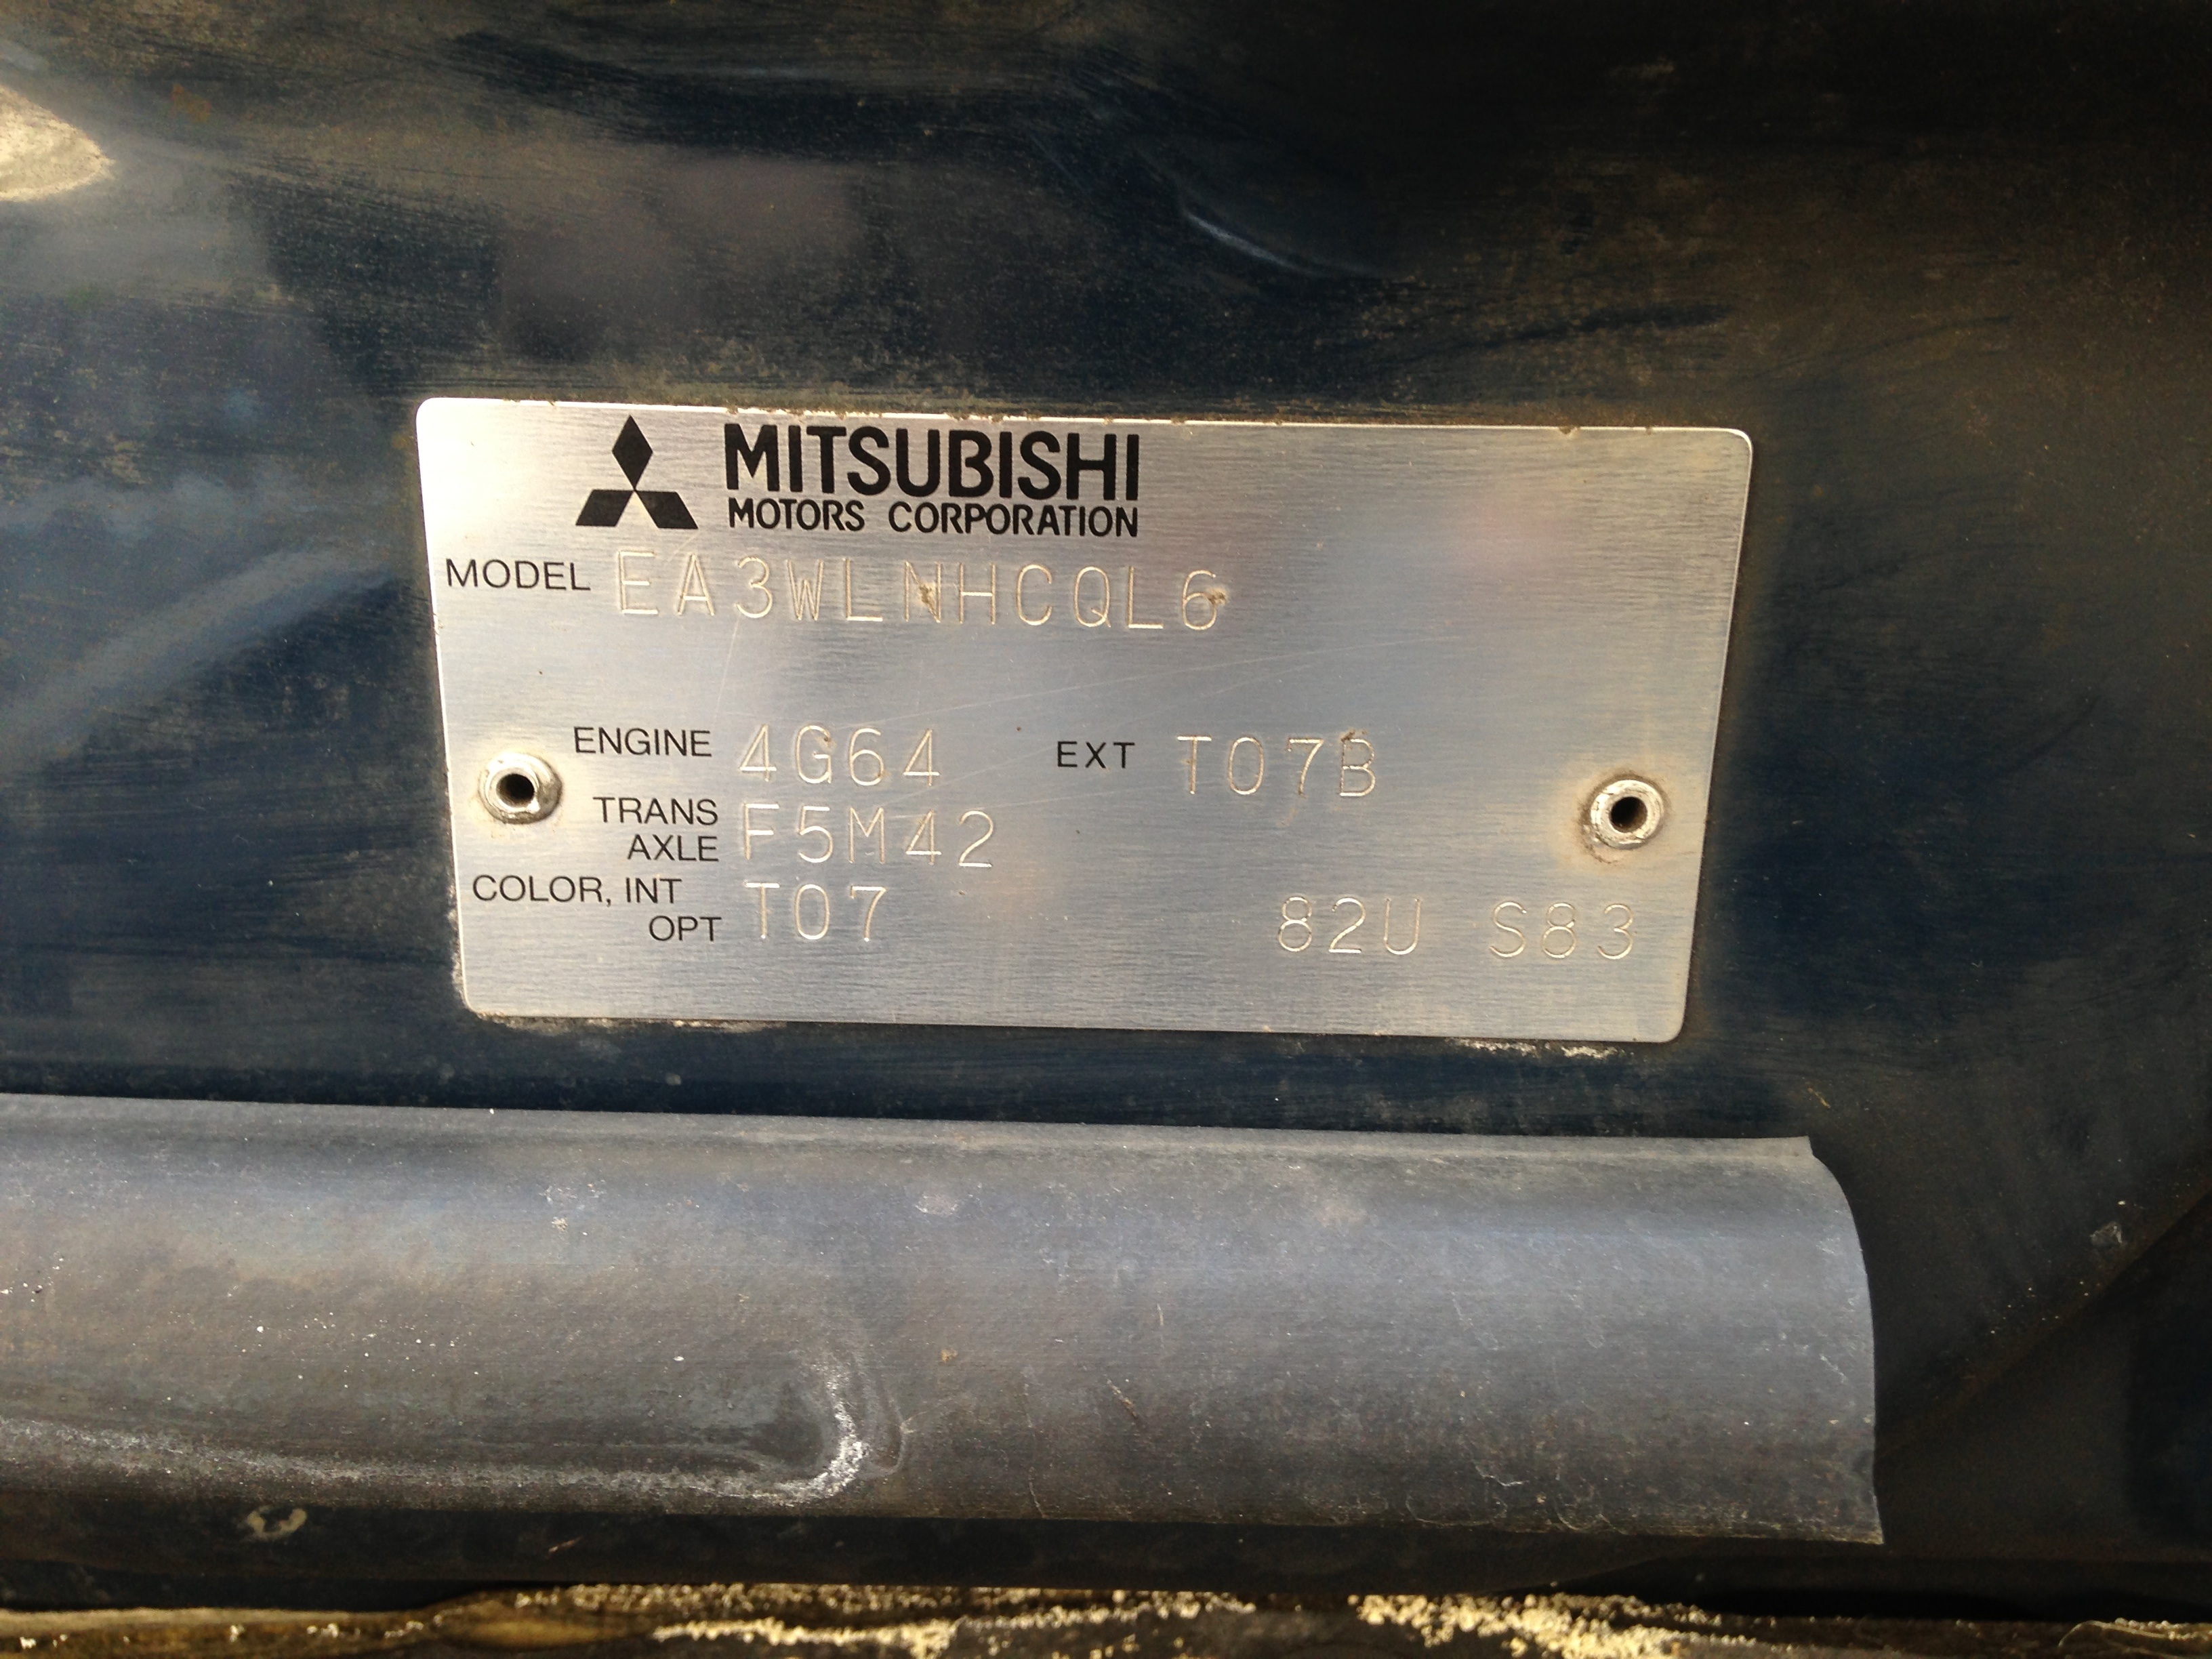 MITSUBISHI
MOTORS CORPORATION
MODEL EA3WLNHCQL6
ENGINE 4G64 EXT T07B
TRANS
AXLE F5M42
COLOR, INT
OPT T07 82U S83